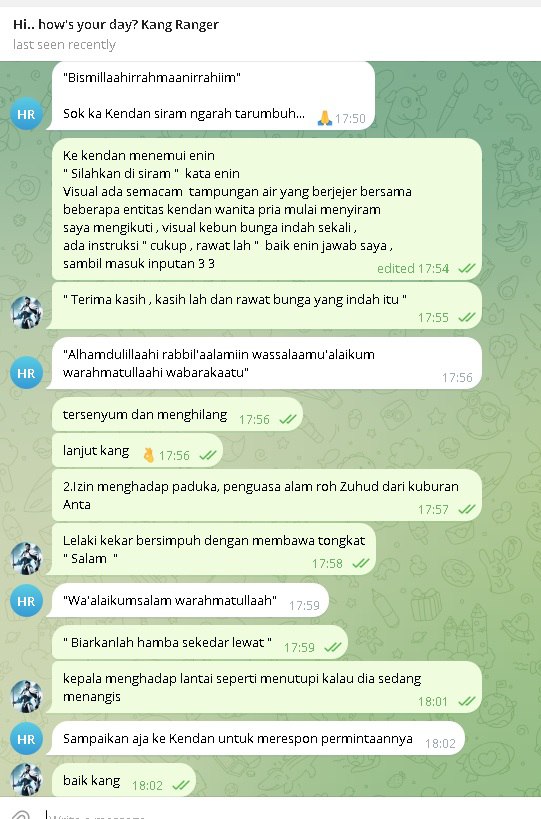 Hi.. how's your day? Kang Ranger
last seen recently
"Bismillaahirrahmaanirrahiim"
Sok ka Kendan siram ngarah tarumbuh... 🙏 17:50
HR
Ke kendan menemui enin
" Silahkan di siram "  kata enin
Visual ada semacam  tampungan air yang berjejer bersama
beberapa entitas kendan wanita pria mulai menyiram
saya mengikuti , visual kebun bunga indah sekali ,
ada instruksi " cukup , rawat lah "  baik enin jawab saya ,
sambil masuk inputan 3 3
edited 17:54
" Terima kasih , kasih lah dan rawat bunga yang indah itu "
17:55
"Alhamdulillaahi rabbil'aalamiin wassalaamu'alaikum
warahmatullaahi wabarakaatu"
HR
17:56
tersenyum dan menghilang 17:56
lanjut kang 17:56
2.Izin menghadap paduka, penguasa alam roh Zuhud dari kuburan
Anta
17:57
Lelaki kekar bersimpuh dengan membawa tongkat
" Salam  "
17:58
HR
"Wa'alaikumsalam warahmatullaah" 17:59
" Biarkanlah hamba sekedar lewat " 17:59
kepala menghadap lantai seperti menutupi kalau dia sedang
menangis
18:01
HR
Sampaikan aja ke Kendan untuk merespon permintaannya 18:02
baik kang 18:02
Write a message...